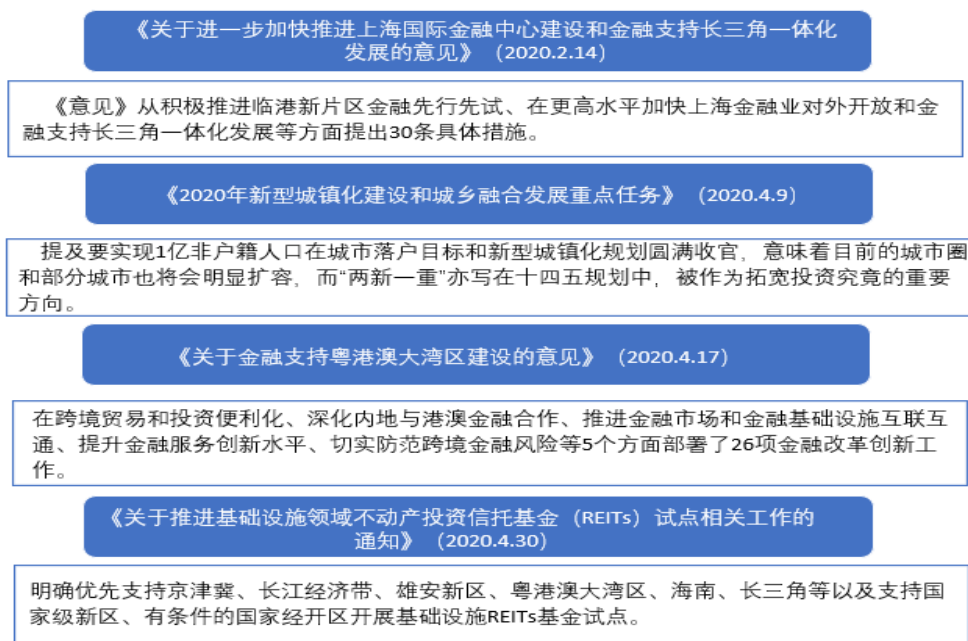 《关于进一步加快推进上海国际金融中心建设和金融支持长三角一体化
发展的意见》（2020.2.14）
《意见》从积极推进临港新片区金融先行先试、在更高水平加快上海金融业对外开放和金
融支持长三角一体化发展等方面提出30条具体措施。
《2020年新型城镇化建设和城乡融合发展重点任务》（2020.4.9）
提及要实现1亿非户籍人口在城市落户目标和新型城镇化规划圆满收官，意味着目前的城市圈
和部分城市也将会明显扩容，而“两新一重”亦写在十四五规划中，被作为拓宽投资究竟的重要
方向。
《关于金融支持粤港澳大湾区建设的意见》（2020.4.17）
在跨境贸易和投资便利化、深化内地与港澳金融合作、推进金融市场和金融基础设施互联互
通、提升金融服务创新水平、切实防范跨境金融风险等5个方面部署了26项金融改革创新工
作。
《关于推进基础设施领域不动产投资信托基金（REITs）试点相关工作的
通知》（2020.4.30）
明确优先支持京津冀、长江经济带、雄安新区、粤港澳大湾区、海南、长三角等以及支持国
家级新区、有条件的国家经开区开展基础设施REITs基金试点。